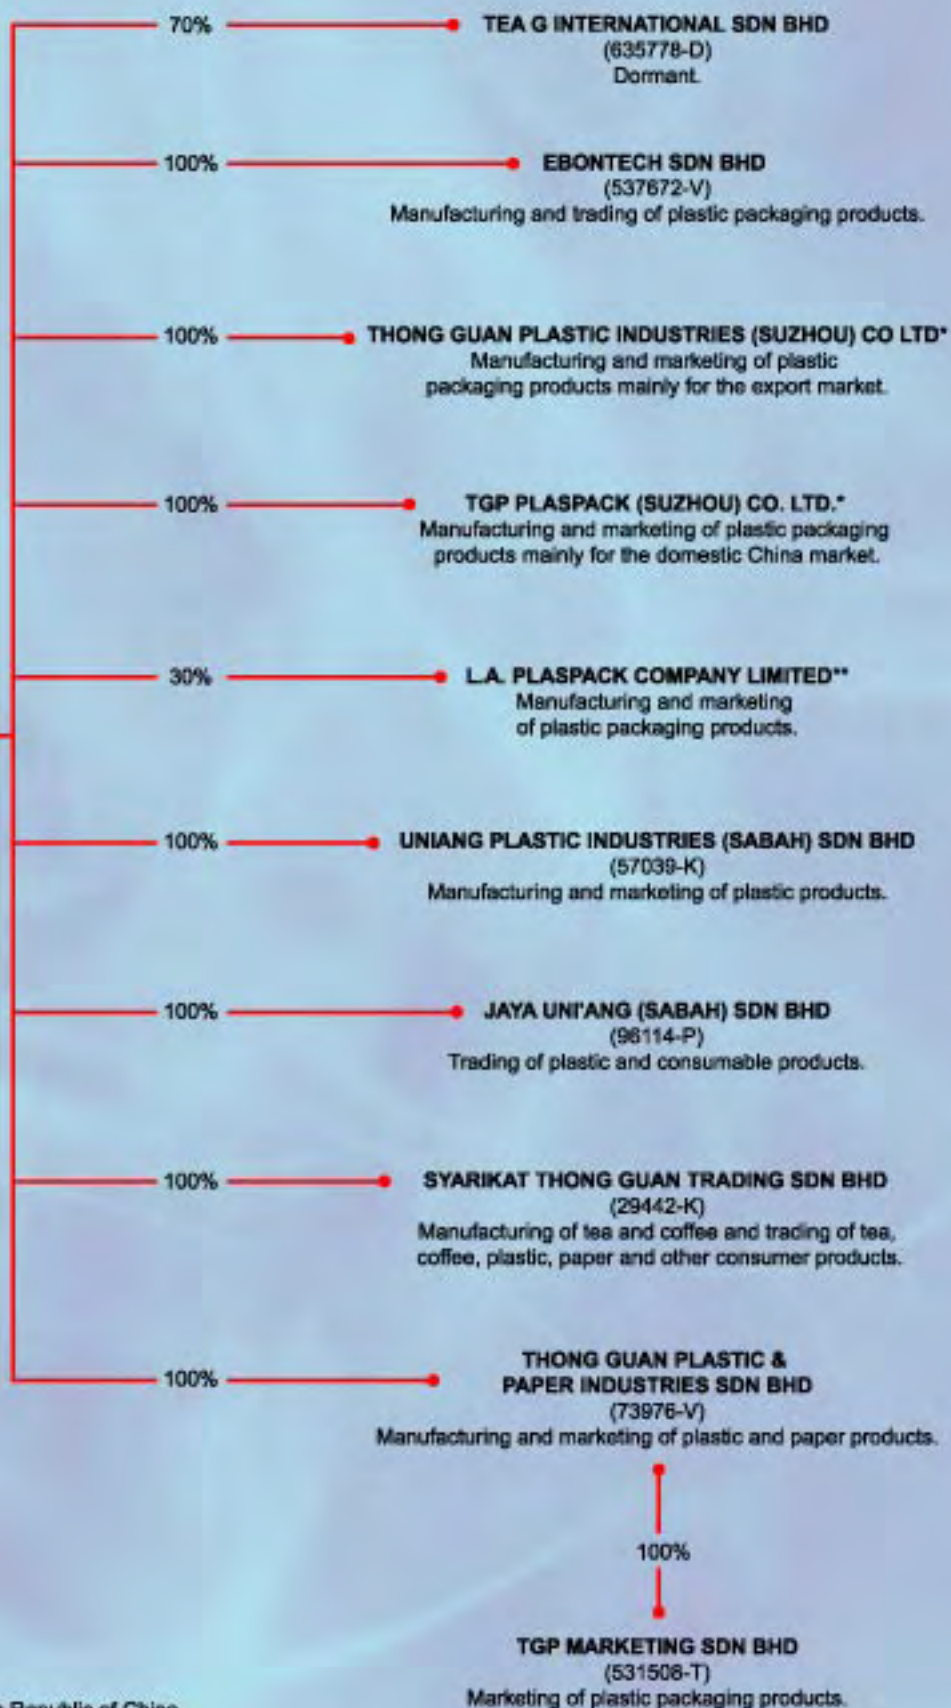 70%
TEA G INTERNATIONAL SDN BHD
(635778-D)
Dormant.
100%
EBONTECH SDN BHD
(537672-V)
Manufacturing and trading of plastic packaging products.
100%
THONG GUAN PLASTIC INDUSTRIES (SUZHOU) CO LTD*
Manufacturing and marketing of plastic
packaging products mainly for the export market.
100%
TGP PLASPACK (SUZHOU) CO. LTD.*
Manufacturing and marketing of plastic packaging
products mainly for the domestic China market.
30%
L.A. PLASPACK COMPANY LIMITED**
Manufacturing and marketing
of plastic packaging products.
100%
UNIANG PLASTIC INDUSTRIES (SABAH) SDN BHD
(57039-K)
Manufacturing and marketing of plastic products.
100%
JAYA UNI'ANG (SABAH) SDN BHD
(96114-P)
Trading of plastic and consumable products.
100%
SYARIKAT THONG GUAN TRADING SDN BHD
(29442-K)
Manufacturing of tea and coffee and trading of tea,
coffee, plastic, paper and other consumer products.
100%
THONG GUAN PLASTIC &
PAPER INDUSTRIES SDN BHD
(73976-V)
Manufacturing and marketing of plastic and paper products.
100%
TGP MARKETING SDN BHD
(531508-T)
Marketing of plastic packaging products.
Republic of China